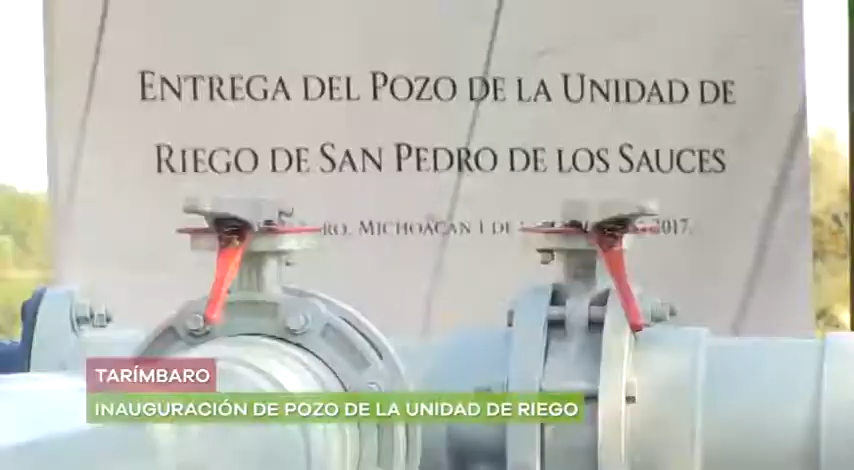 ENTREGA DEL POZO DE LA UNIDAD DE
RIEGO DE SAN PEDRO DE LOS SAUCES
MICHOACÁN 1 DE 2017.
TARÍMBARO
INAUGURACIÓN DE POZO DE LA UNIDAD DE RIEGO